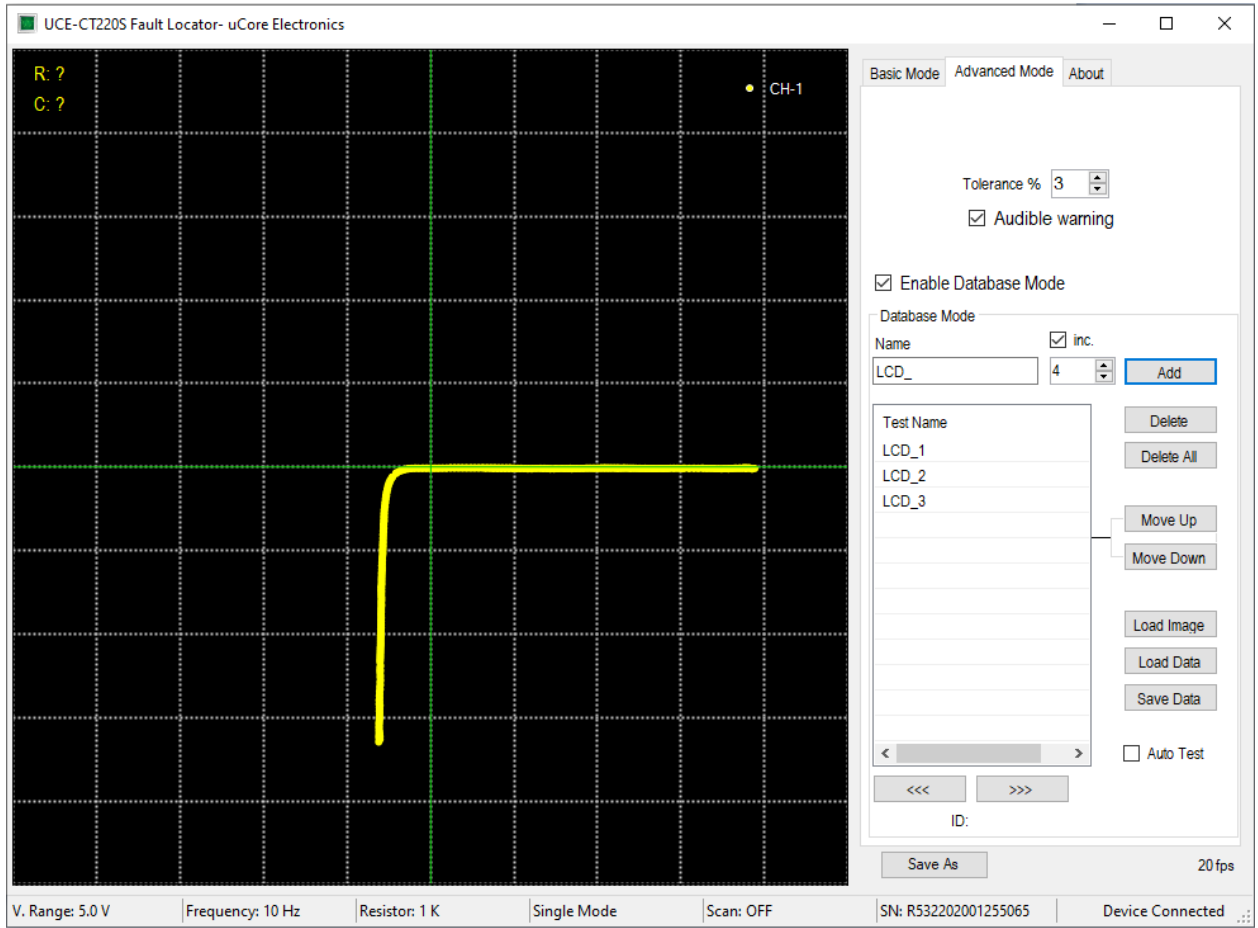 UCE-CT220S Fault Locator- uCore Electronics
R: ?
C: ?
CH-1
Basic Mode Advanced Mode About
Tolerance % 3
Audible warning
Enable Database Mode
Database Mode
Name inc.
LCD_ 4 Add
Test Name
LCD_1
LCD_2
LCD_3
Delete
Delete All
Move Up
Move Down
Load Image
Load Data
Save Data
Auto Test
<<< >>>
ID:
Save As 20 fps
V. Range: 5.0 V Frequency: 10 Hz Resistor: 1 K Single Mode Scan: OFF SN: R532202001255065 Device Connected